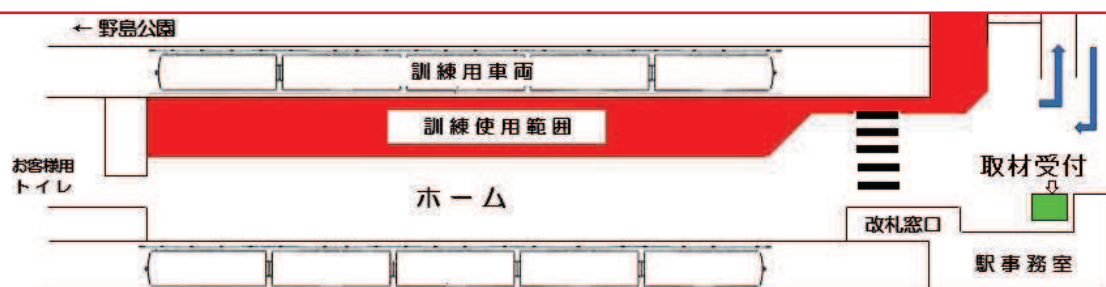 ← 野島公園
訓練用車両
訓練使用範囲
お客様用
トイレ
ホーム
取材受付
改札窓口
駅事務室